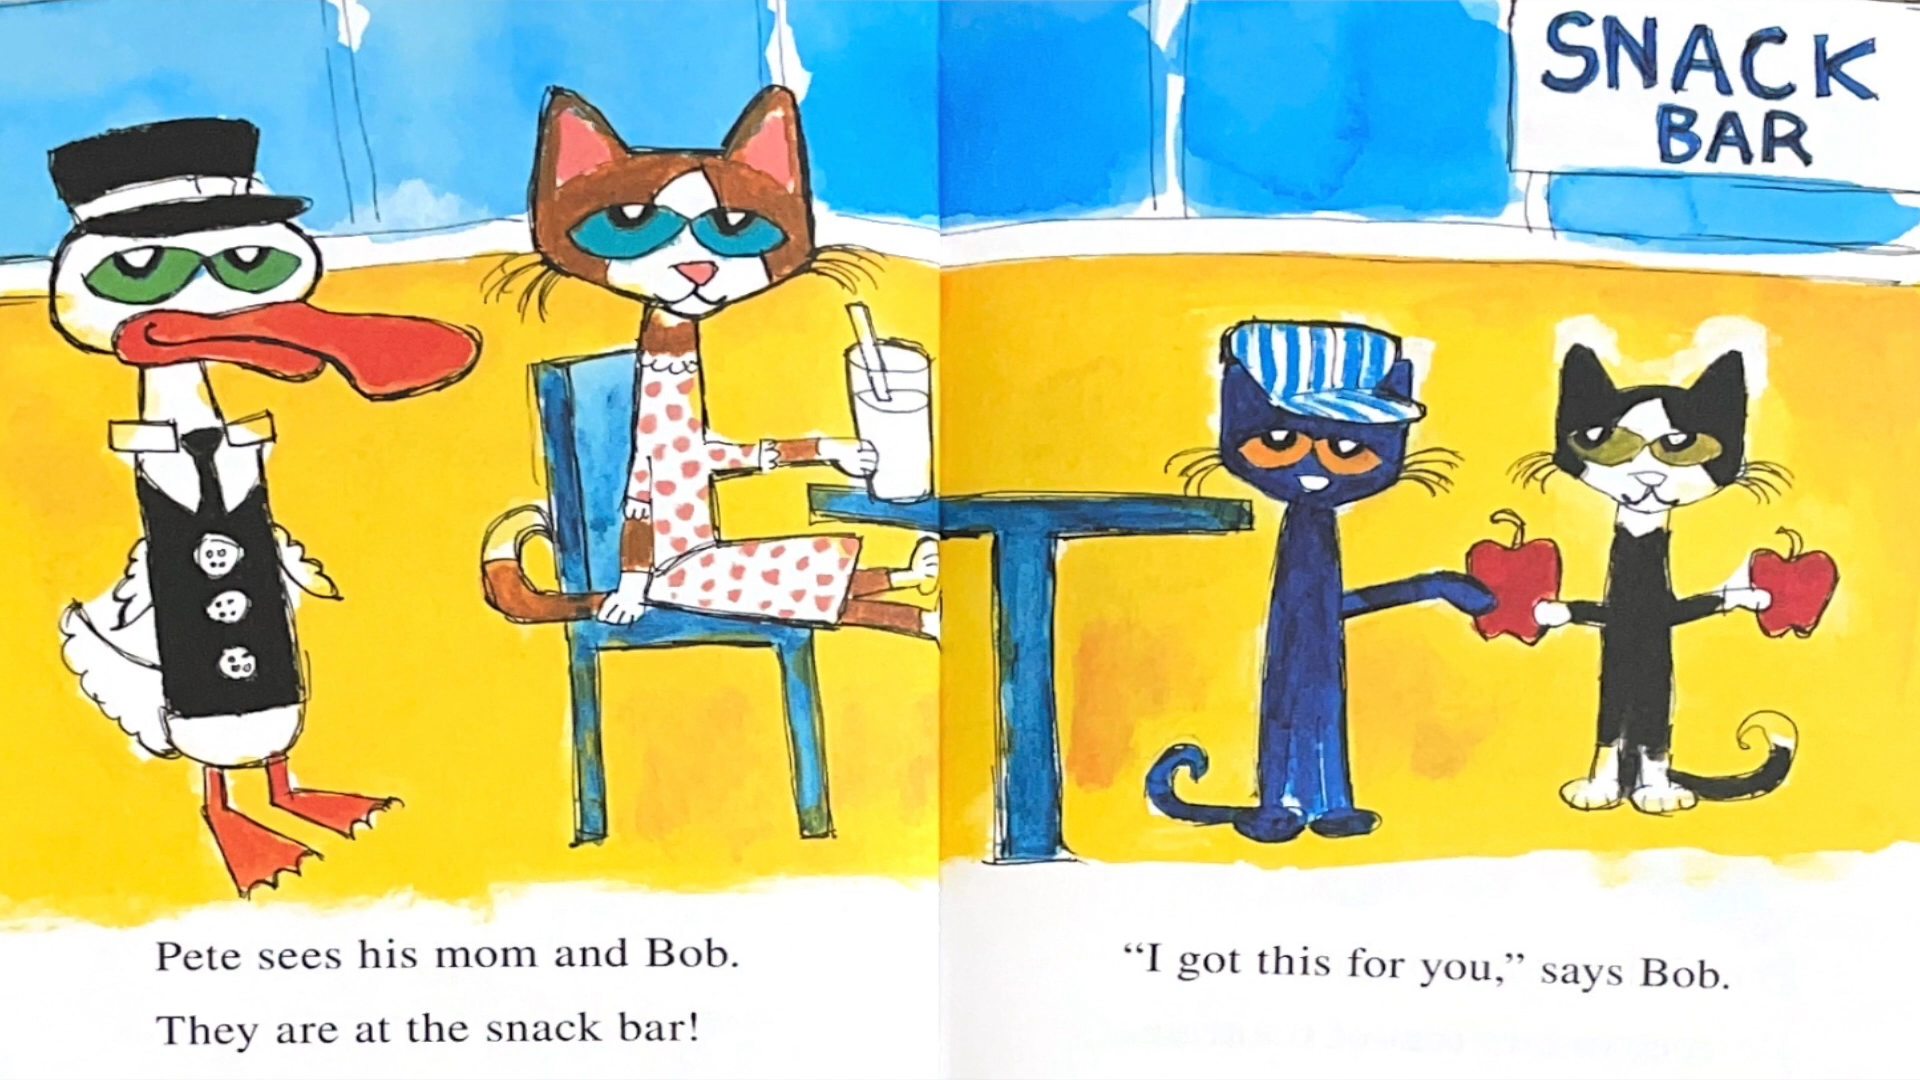 SNACK
BAR
Pete sees his mom and Bob.
They are at the snack bar!
“I got this for you,” says Bob.